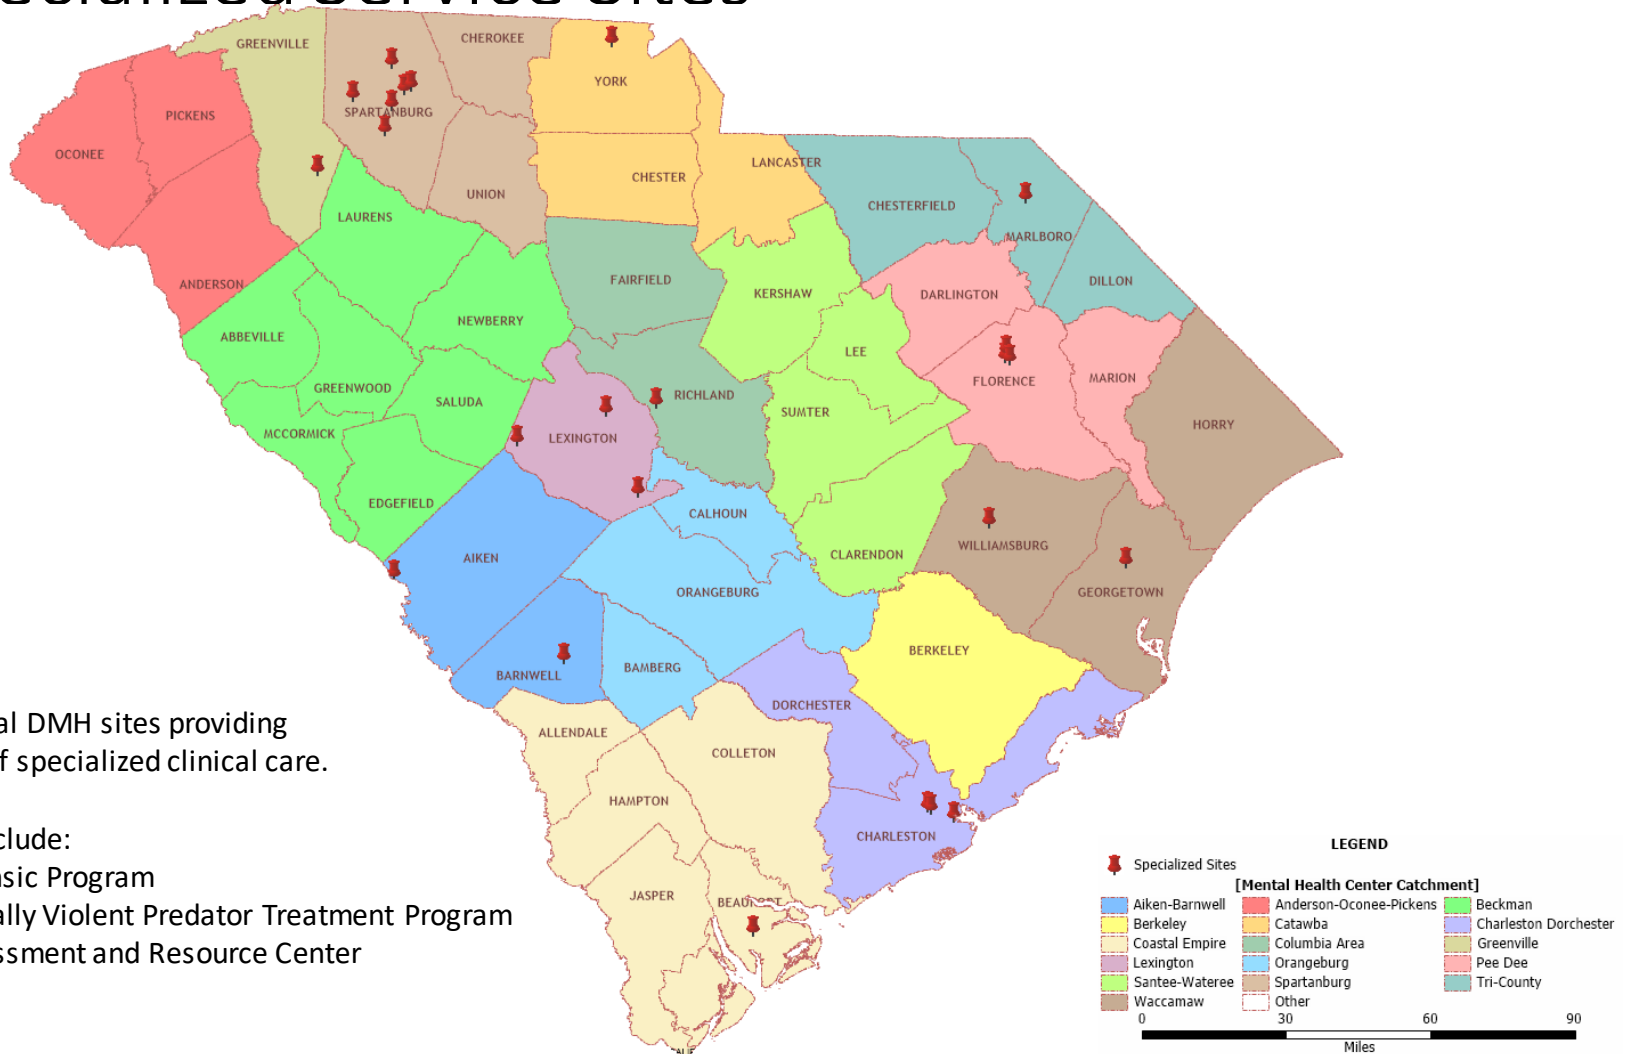 GREENVILLE
CHEROKEE
YORK
PICKENS
SPARTANBURG
OCONEE
LANCASTER
CHESTER
UNION
CHESTERFIELD
LAURENS
MARLBORO
ANDERSON
FAIRFIELD
KERSHAW
DARLINGTON
DILLON
ABBEVILLE
NEWBERRY
LEE
GREENWOOD
SALUDA
RICHLAND
FLORENCE
MARION
SUMTER
MCCORMICK
LEXINGTON
HORRY
EDGEFIELD
CALHOUN
AIKEN
CLARENDON
WILLIAMSBURG
ORANGEBURG
GEORGETOWN
BARNWELL
BAMBERG
BERKELEY
DORCHESTER
ALLENDALE
COLLETON
HAMPTON
CHARLESTON
JASPER
BEAUFORT
al DMH sites providing
f specialized clinical care.
clude:
nsic Program
ally Violent Predator Treatment Program
ssment and Resource Center
LEGEND
Specialized Sites
[Mental Health Center Catchment]
Aiken-Barnwell Anderson-Oconee-Pickens Beckman
Berkeley Catawba Charleston Dorchester
Coastal Empire Columbia Area Greenville
Lexington Orangeburg Pee Dee
Santee-Wateree Spartanburg Tri-County
Waccamaw Other
0 30 60 90
Miles